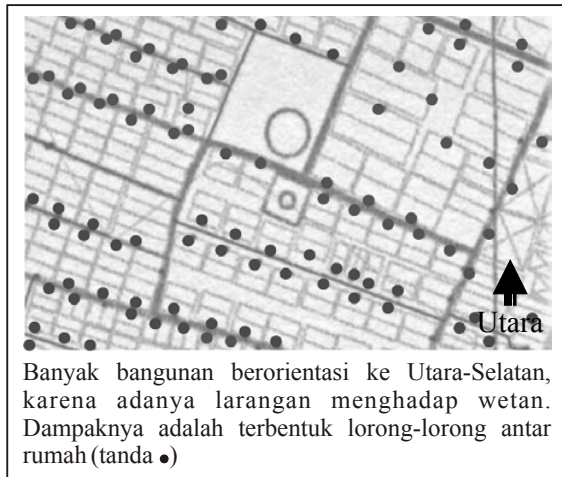 Utara
Banyak bangunan berorientasi ke Utara-Selatan,
karena adanya larangan menghadap wetan.
Dampaknya adalah terbentuk lorong-lorong antar
rumah (tanda ●)